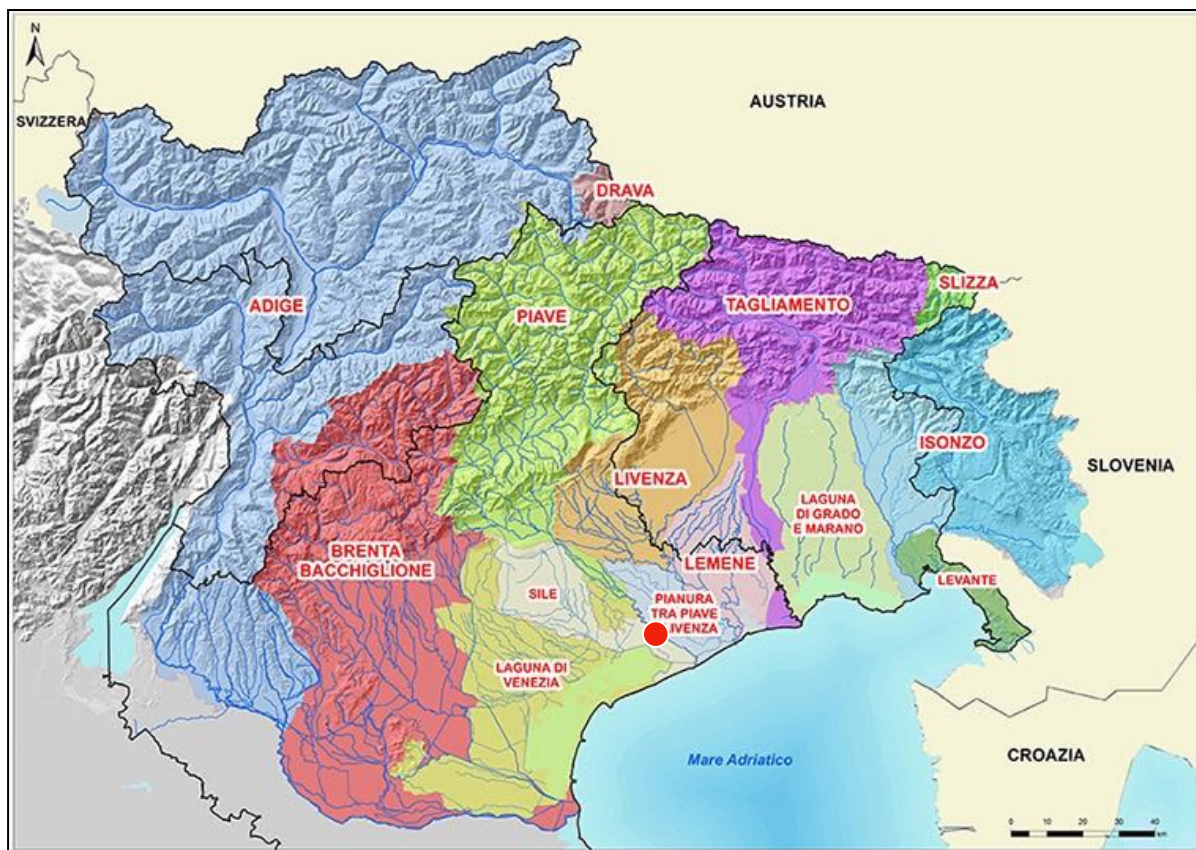 N
AUSTRIA
SVIZZERA
DRAVA
SLIZZA
ADIGE
PIAVE
TAGLIAMENTO
ISONZO
SLOVENIA
LIVENZA
LAGUNA
DI GRADO
E MARANO
BRENTA
BACCHIGLIONE
LEMENE
LEVANTE
SILE
PIANURA
TRA PIAVE
IVENZA
LAGUNA DI
VENEZIA
Mare Adriatico
CROAZIA
0 10 20 30 40
km